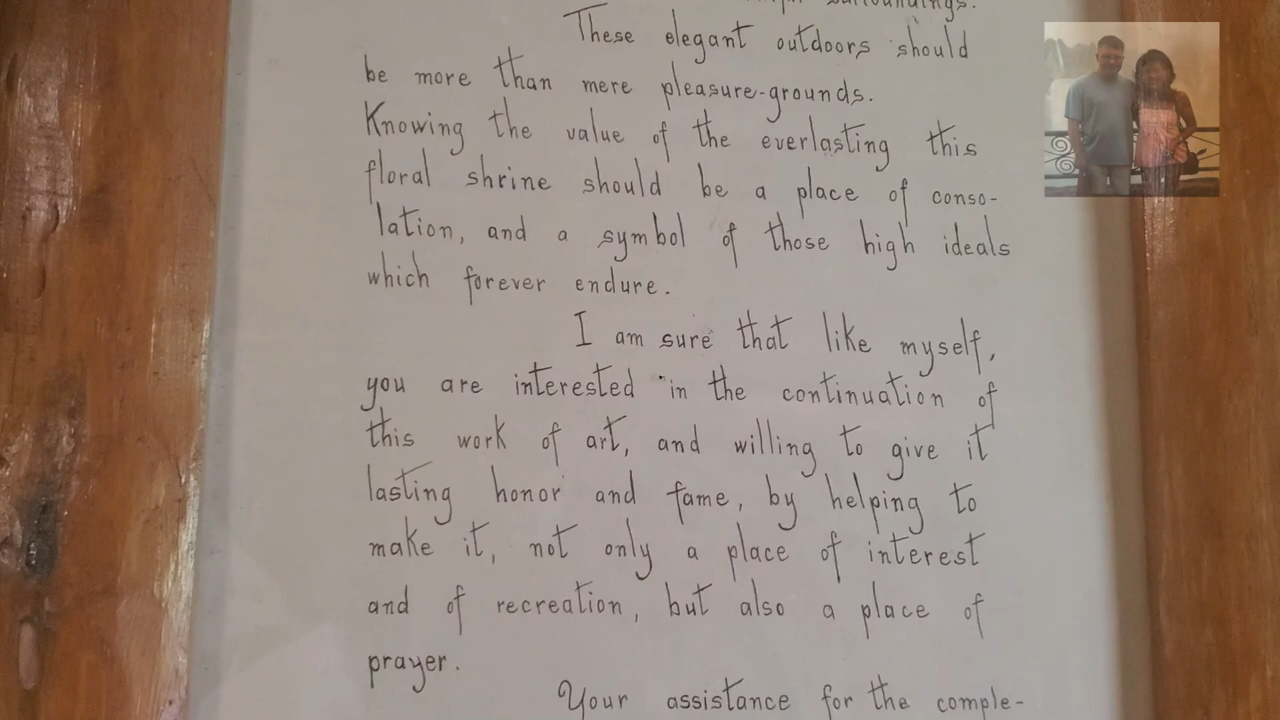 surroundings.
These elegant outdoors should
be more than mere pleasure-grounds.
Knowing the value of the everlasting this
floral shrine should be a place of conso-
lation, and a symbol of those high ideals
which forever endure.
I am sure that like myself,
you are interested in the continuation of
this work of art, and willing to give it
lasting honor and fame, by helping to
make it, not only a place of interest
and of recreation, but also a place of
prayer.
Your assistance for the comple-